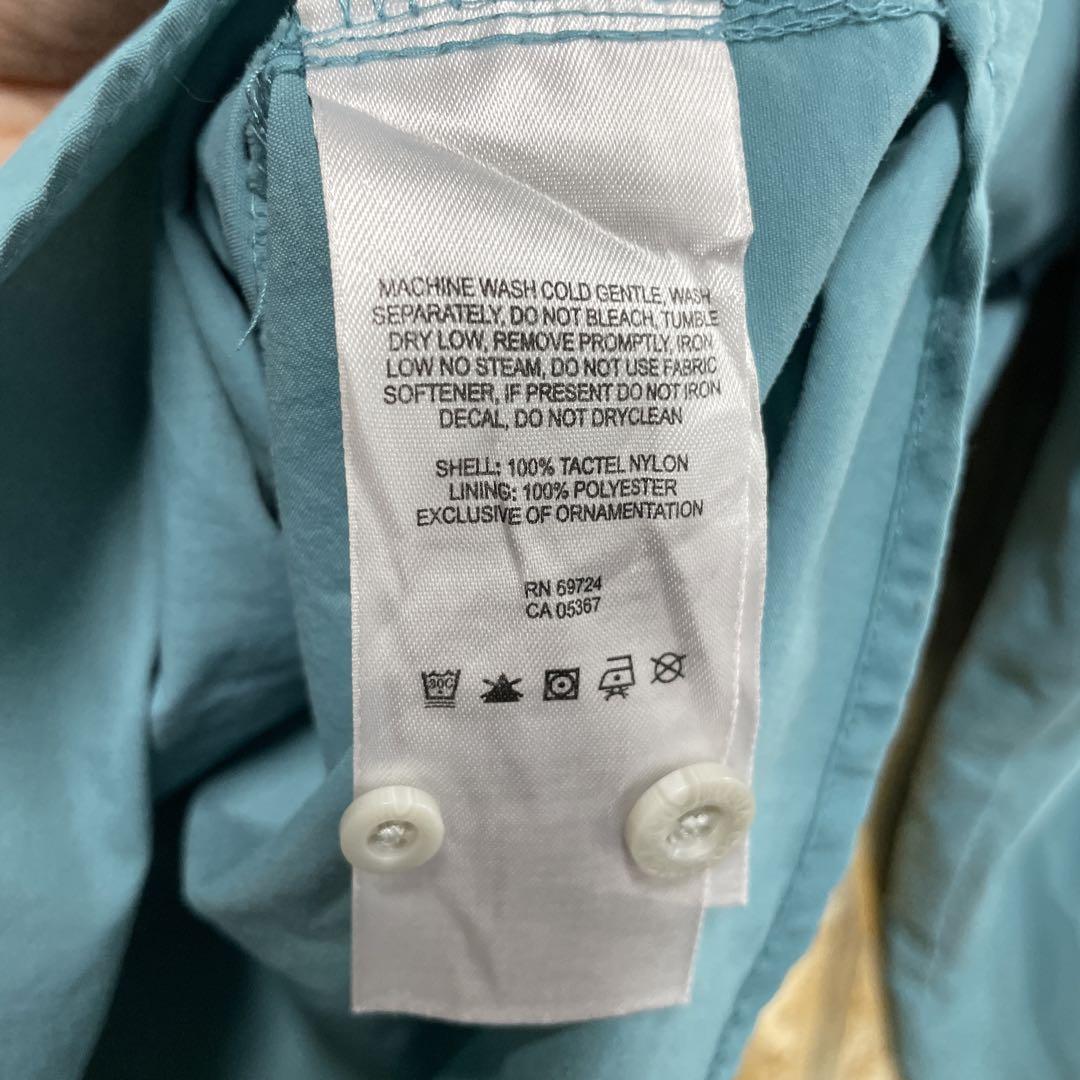 MACHINE WASH COLD GENTLE, WASH
SEPARATELY, DO NOT BLEACH, TUMBLE
DRY LOW, REMOVE PROMPTLY, IRON
LOW NO STEAM, DO NOT USE FABRIC
SOFTENER, IF PRESENT DO NOT IRON
DECAL, DO NOT DRYCLEAN
SHELL: 100% TACTEL NYLON
LINING: 100% POLYESTER
EXCLUSIVE OF ORNAMENTATION
RN 69724
CA 05367
30C